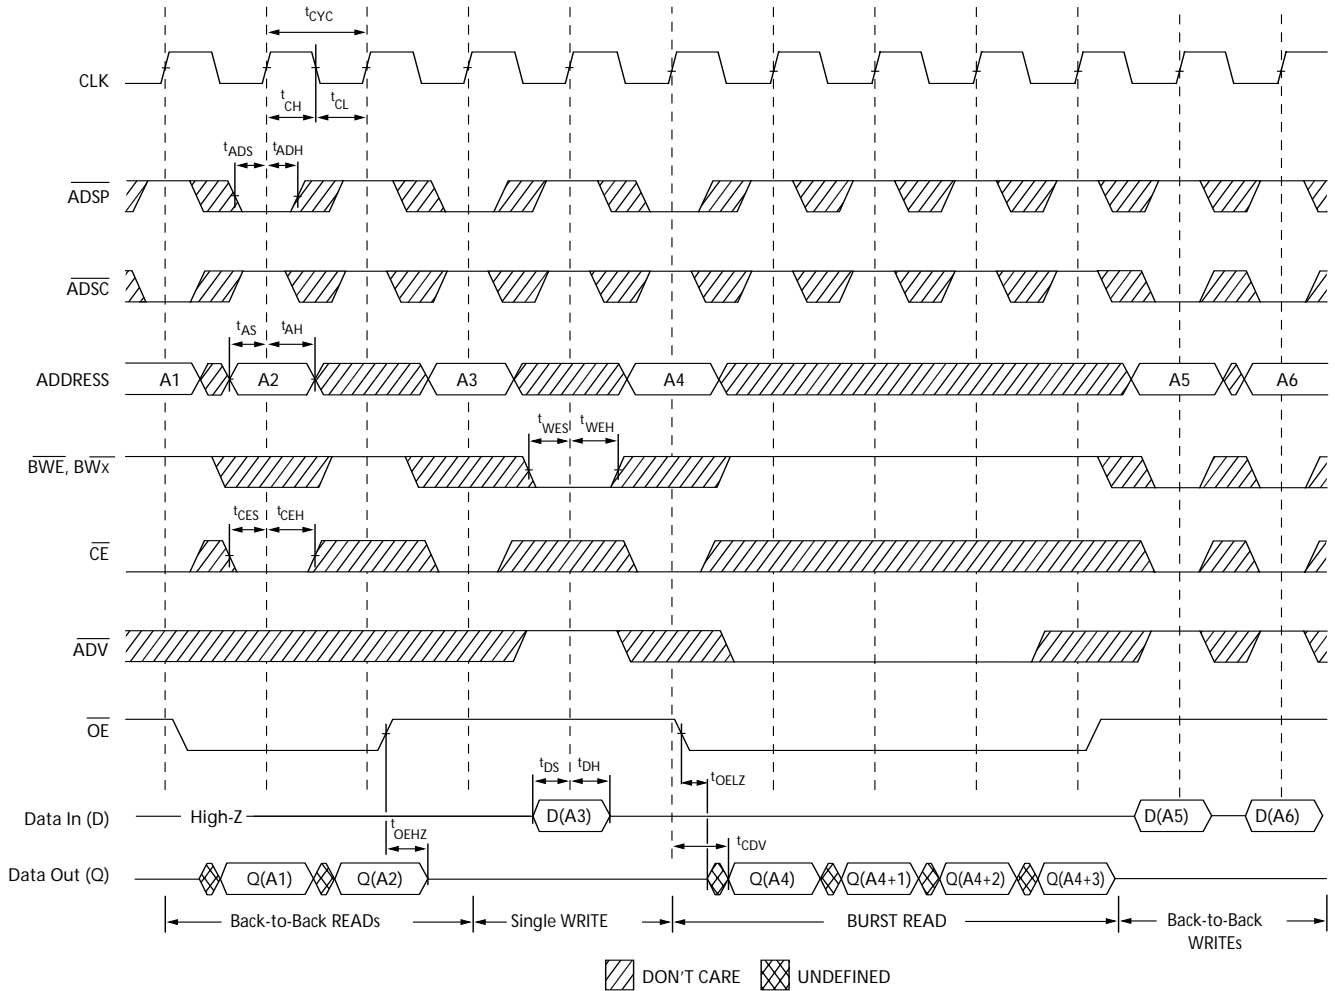 tCYC
CLK
tCH
tCL
tADS
tADH
ADSP
ADSC
tAS
tAH
ADDRESS
A1
A2
A3
A4
A5
A6
tWES
tWEH
BWE, BWx
tCES
tCEH
CE
ADV
OE
tDS
tDH
tOELZ
Data In (D)
High-Z
D(A3)
D(A5)
D(A6)
tOEHZ
tCDV
Data Out (Q)
Q(A1)
Q(A2)
Q(A4)
Q(A4+1)
Q(A4+2)
Q(A4+3)
Back-to-Back READs
Single WRITE
BURST READ
Back-to-Back
WRITEs
DON'T CARE
UNDEFINED